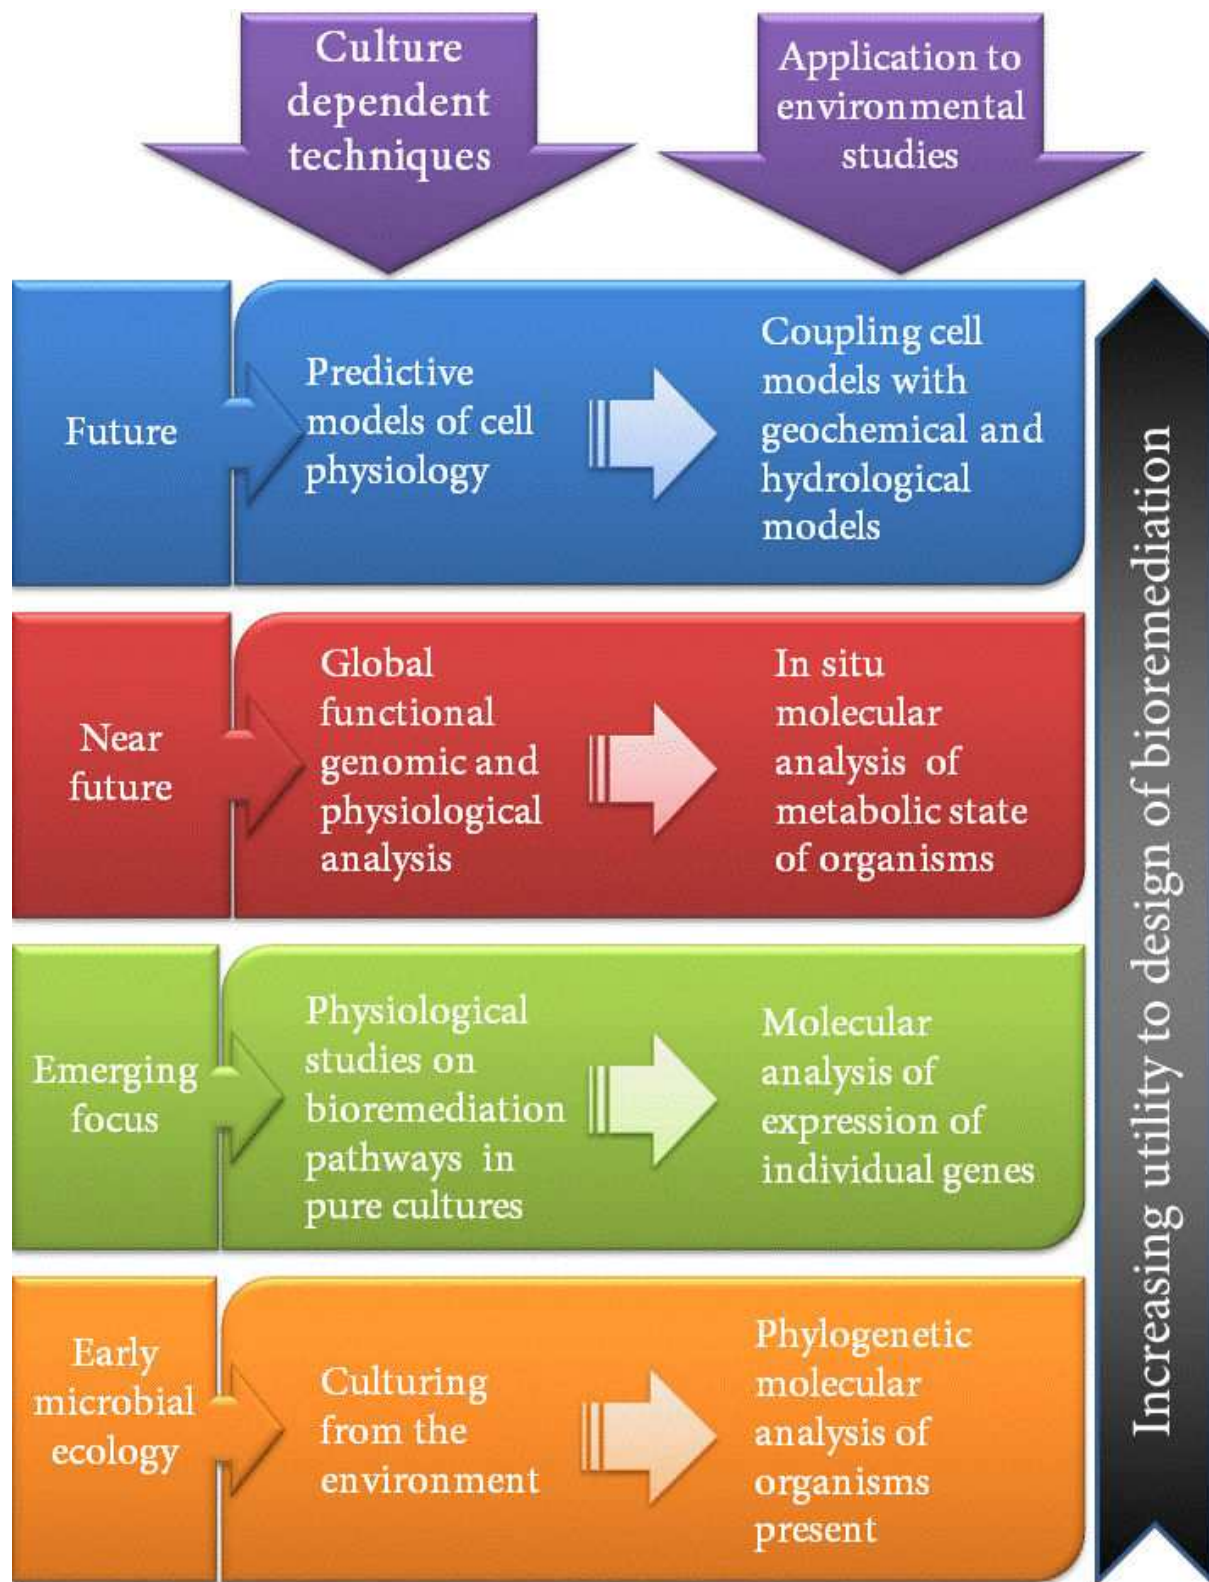 Culture
dependent
techniques
Application to
environmental
studies
Future
Predictive
models of cell
physiology
Coupling cell
models with
geochemical and
hydrological
models
Near
future
Global
functional
genomic and
physiological
analysis
In situ
molecular
analysis of
metabolic state
of organisms
Emerging
focus
Physiological
studies on
bioremediation
pathways in
pure cultures
Molecular
analysis of
expression of
individual genes
Early
microbial
ecology
Culturing
from the
environment
Phylogenetic
molecular
analysis of
organisms
present
Increasing utility to design of bioremediation